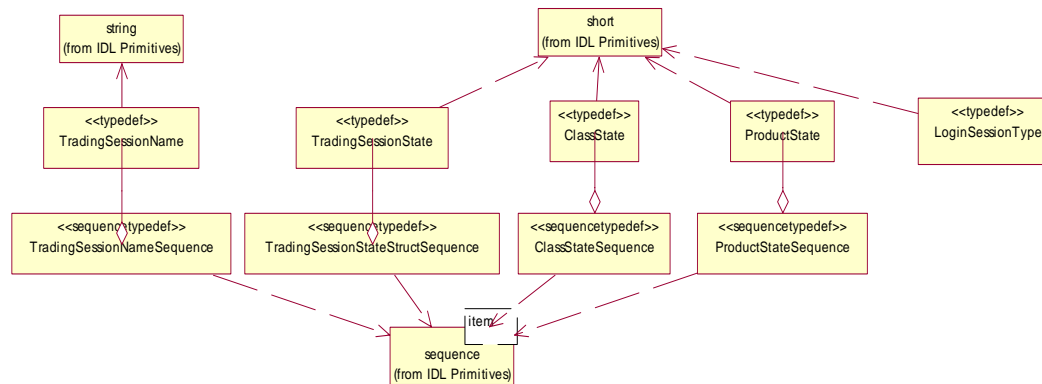 string
(from IDL Primitives)
short
(from IDL Primitives)
<<typedef>>
TradingSessionName
<<typedef>>
TradingSessionState
<<typedef>>
ClassState
<<typedef>>
ProductState
<<typedef>>
LoginSessionType
<<sequencetypedef>>
TradingSessionNameSequence
<<sequencetypedef>>
TradingSessionStateStructSequence
<<sequencetypedef>>
ClassStateSequence
<<sequencetypedef>>
ProductStateSequence
item
sequence
(from IDL Primitives)